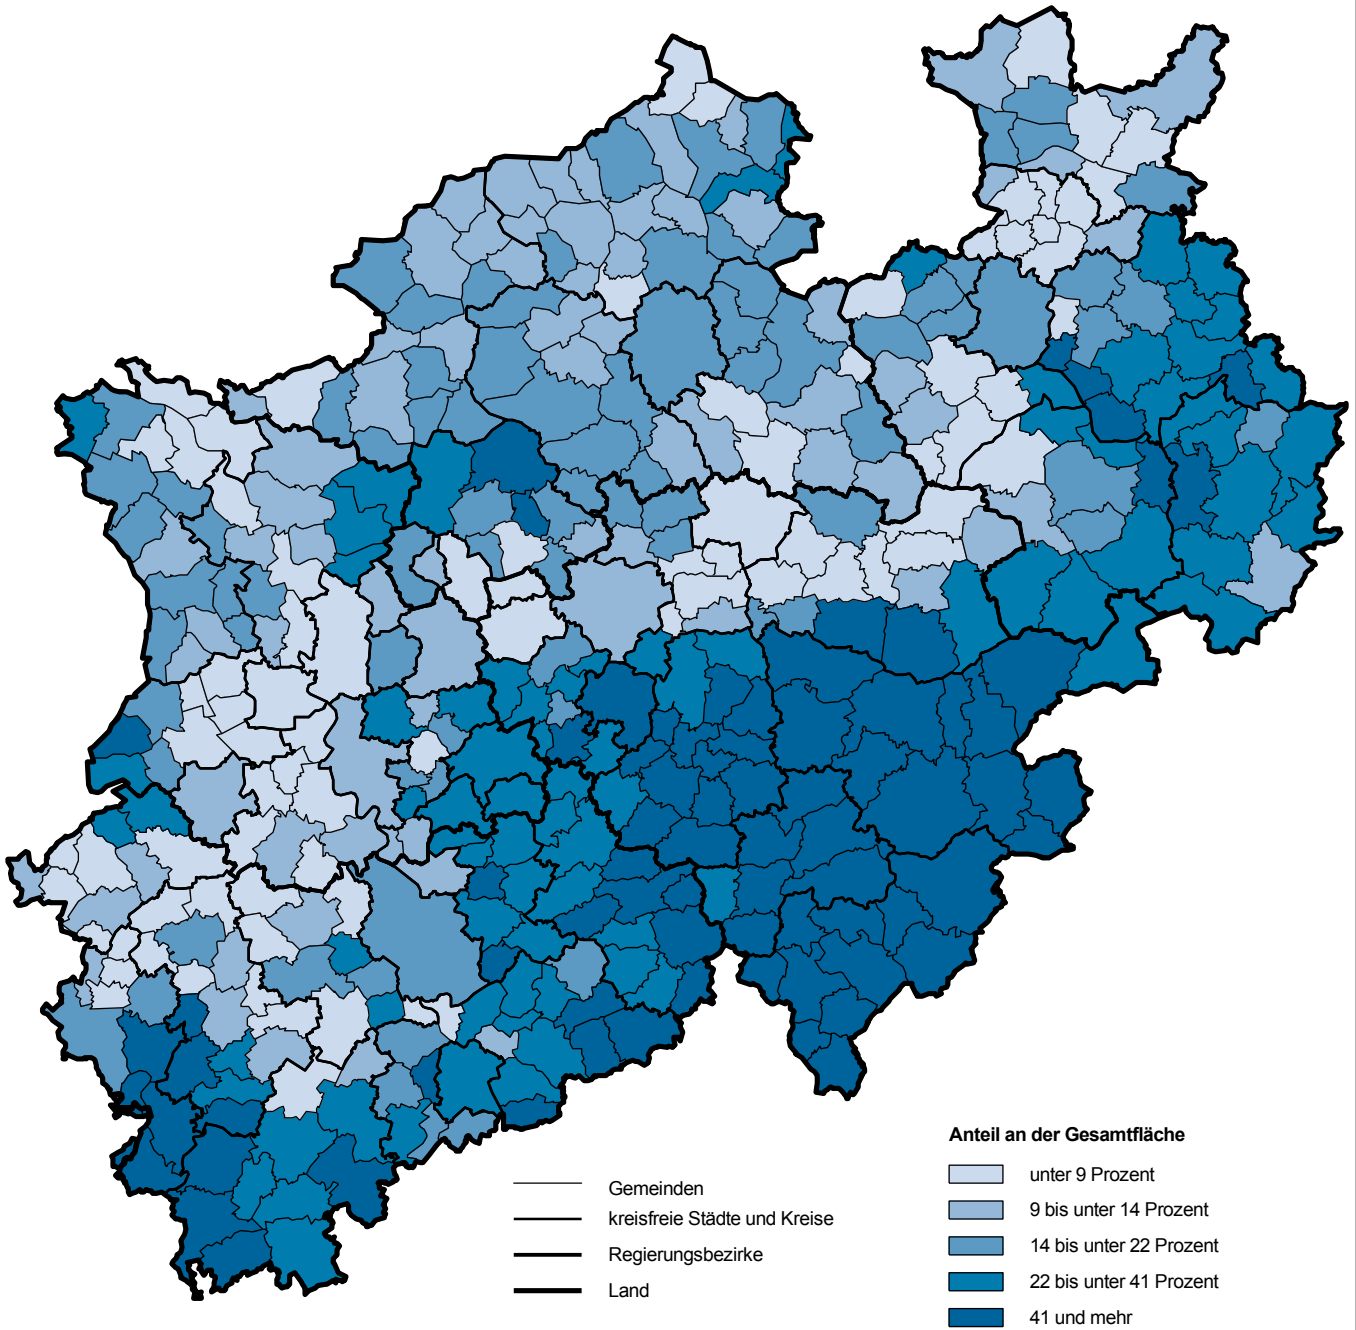 Gemeinden
kreisfreie Städte und Kreise
Regierungsbezirke
Land
Anteil an der Gesamtfläche
unter 9 Prozent
9 bis unter 14 Prozent
14 bis unter 22 Prozent
22 bis unter 41 Prozent
41 und mehr